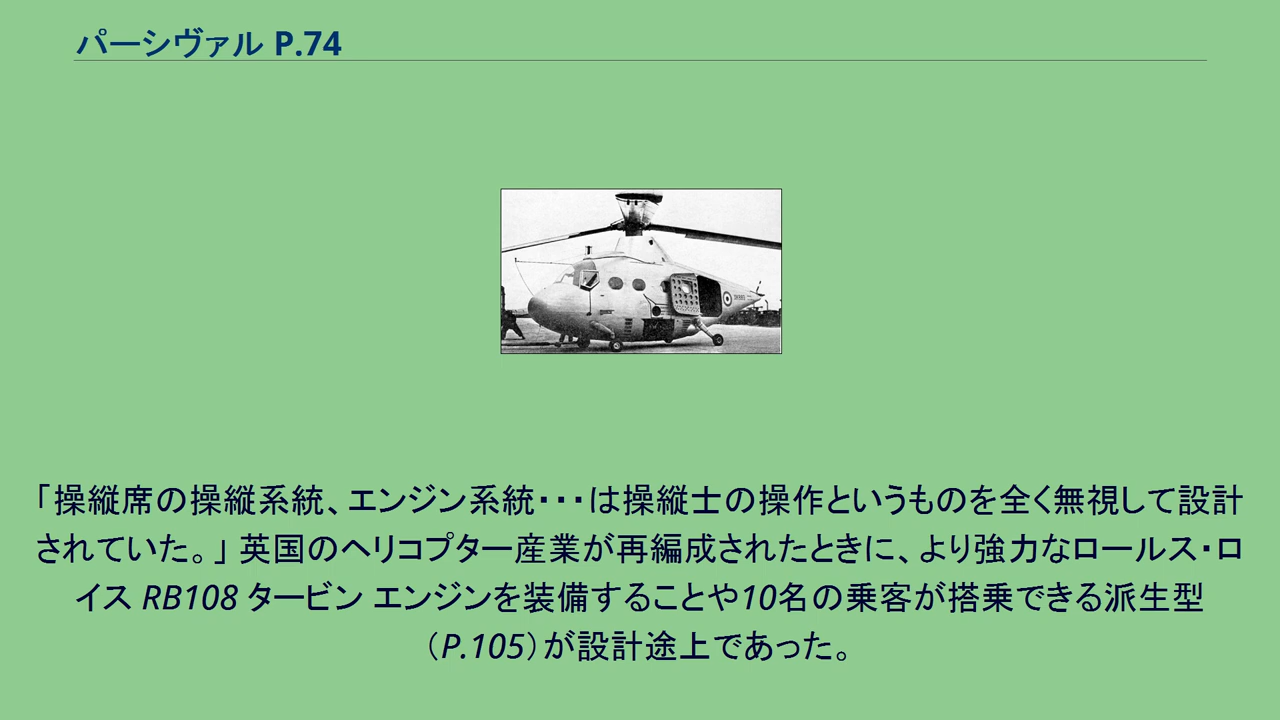 パーシヴァル P.74
「操縦席の操縦系統、エンジン系統・・・は操縦士の操作というものを全く無視して設計
されていた。」 英国のヘリコプター産業が再編成されたときに、より強力なロールス・ロ
イス RB108 タービン エンジンを装備することや10名の乗客が搭乗できる派生型
（P.105）が設計途上であった。